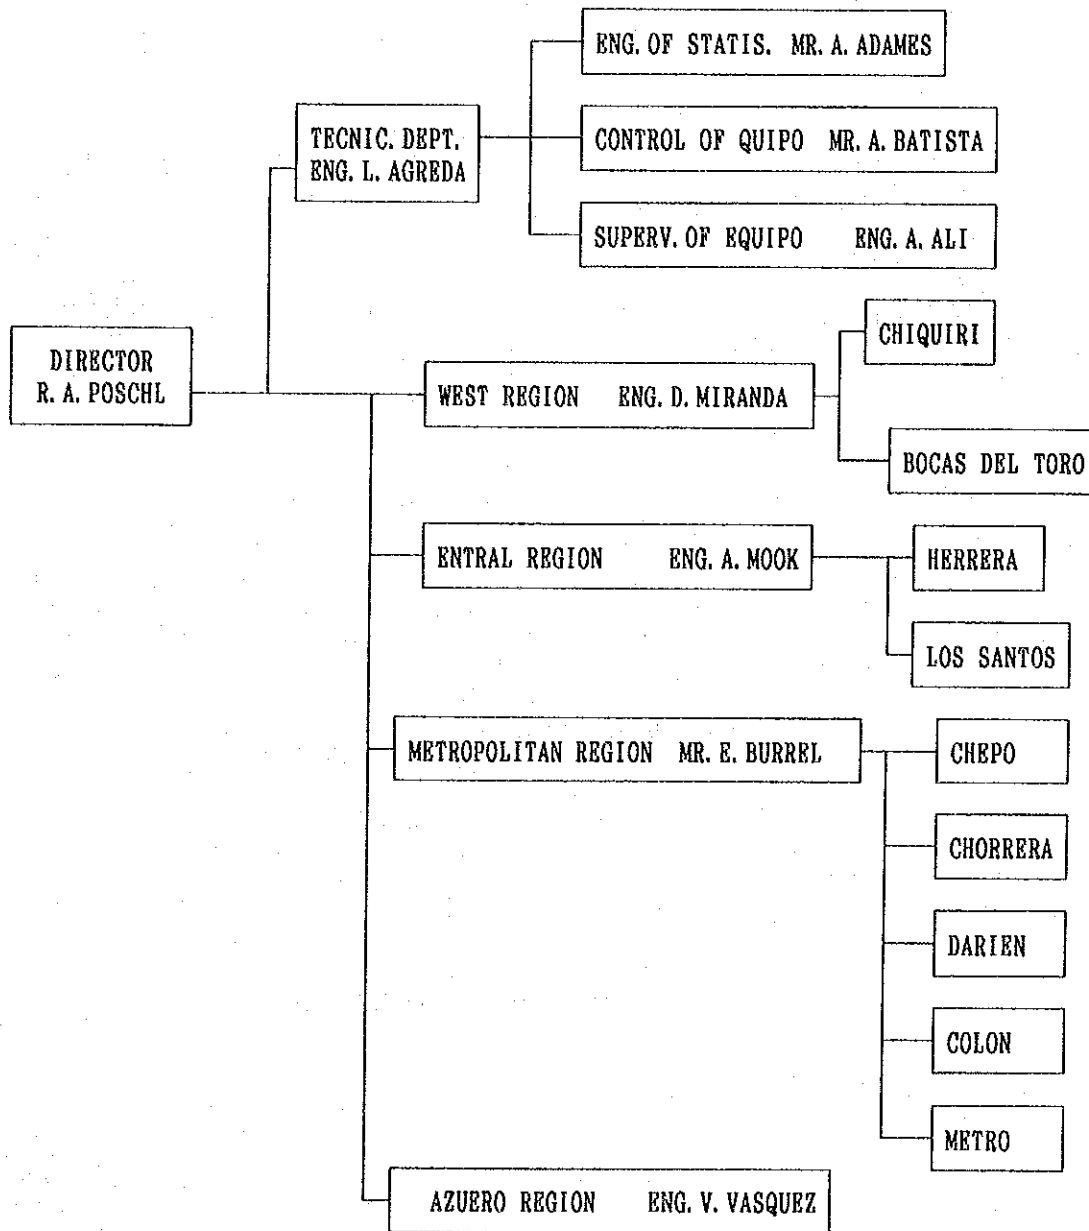 ENG. OF STATIS. MR. A. ADAMES
TECNIC. DEPT.
ENG. L. AGREDA
CONTROL OF QUIPO MR. A. BATISTA
SUPERV. OF EQUIPO ENG. A. ALI
DIRECTOR
R. A. POSCHL
WEST REGION ENG. D. MIRANDA
CHIQUIRI
BOCAS DEL TORO
ENTRAL REGION ENG. A. MOOK
HERRERA
LOS SANTOS
METROPOLITAN REGION MR. E. BURREL
CHEPO
CHORRERA
DARIEN
COLON
METRO
AZUERO REGION ENG. V. VASQUEZ